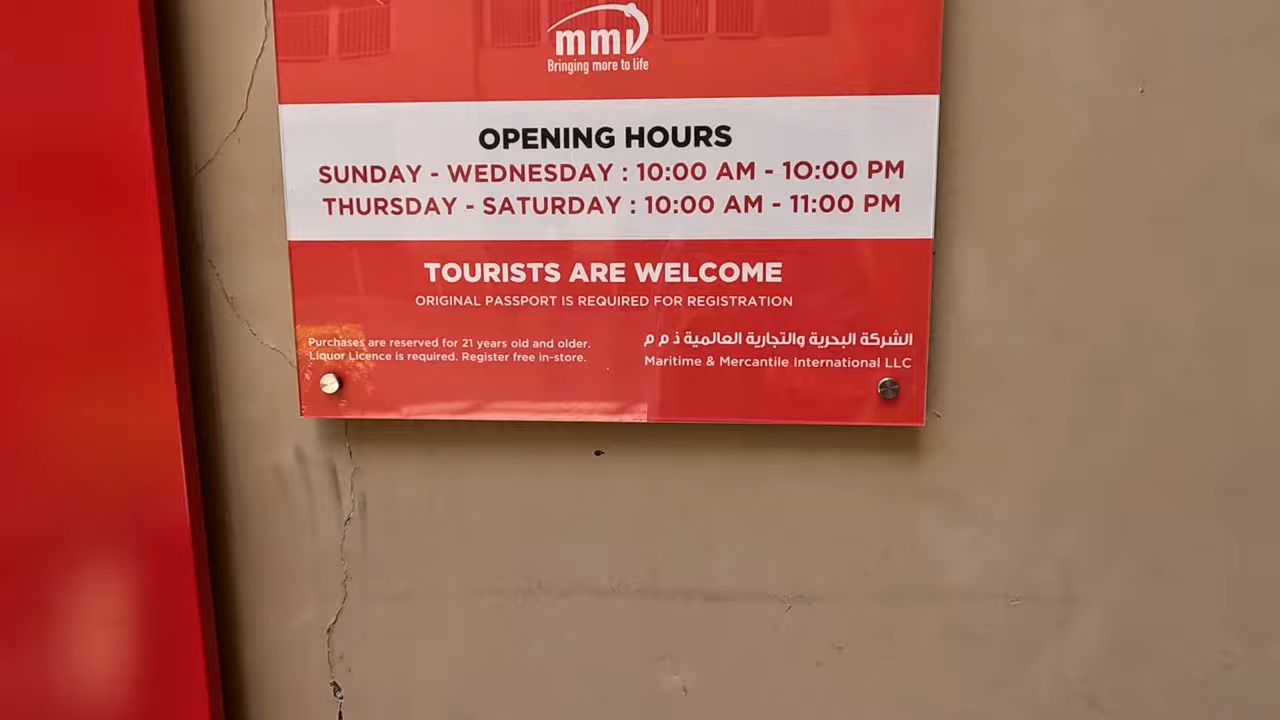 mmi
Bringing more to life
OPENING HOURS
SUNDAY - WEDNESDAY : 10:00 AM - 10:00 PM
THURSDAY - SATURDAY : 10:00 AM - 11:00 PM
TOURISTS ARE WELCOME
ORIGINAL PASSPORT IS REQUIRED FOR REGISTRATION
Purchases are reserved for 21 years old and older.
Liquor Licence is required. Register free in-store.
الشركة البحرية والتجارية العالمية ذ م م
Maritime & Mercantile International LLC